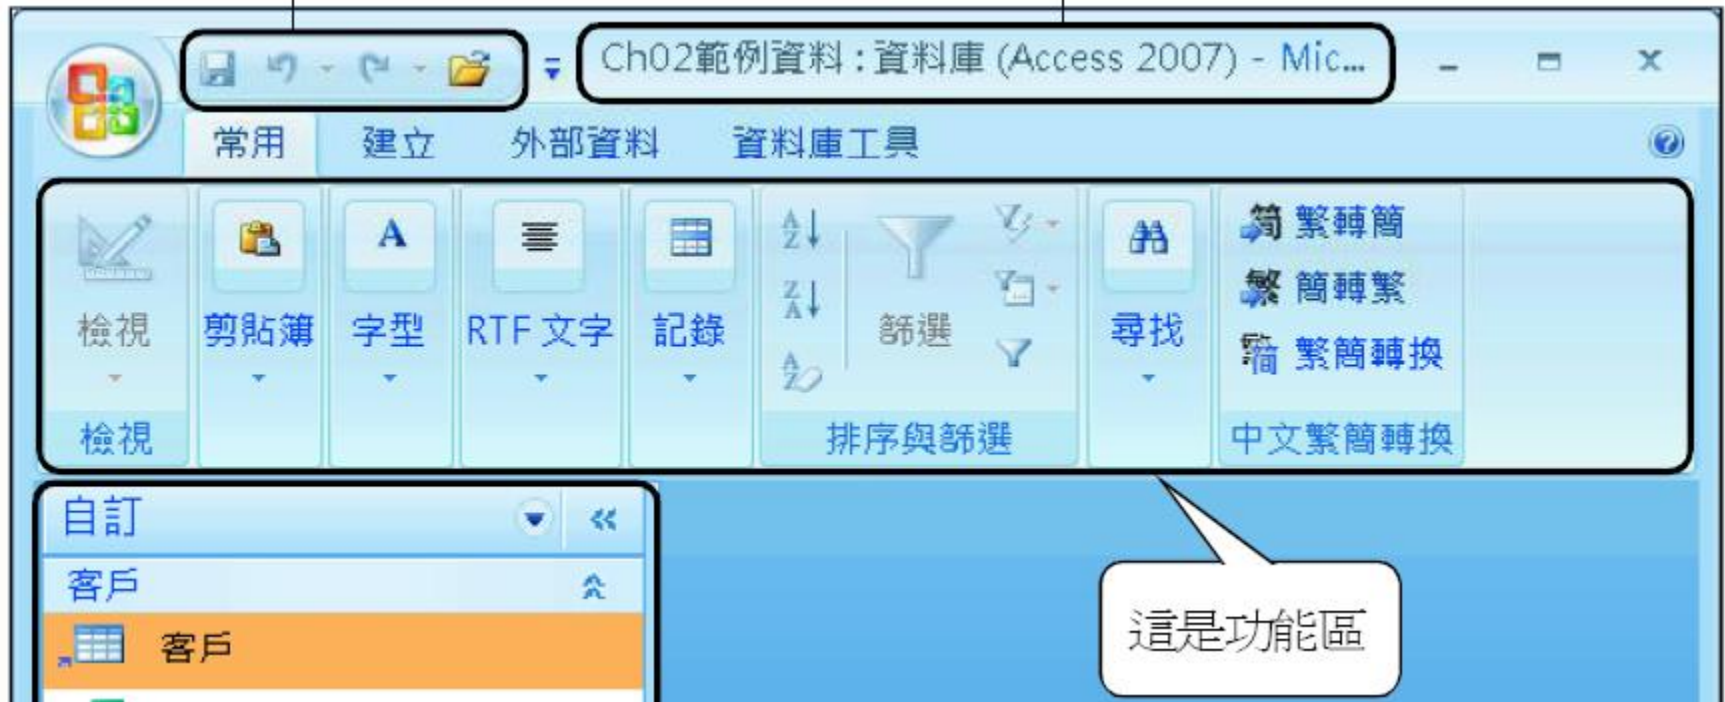 Ch02範例資料 : 資料庫 (Access 2007) - Mic...
常用 建立 外部資料 資料庫工具
檢視 剪貼簿 字型 RTF 文字 記錄 篩選 尋找
繁轉簡
簡轉繁
繁簡轉換
檢視 排序與篩選 中文繁簡轉換
自訂
客戶
客戶
這是功能區